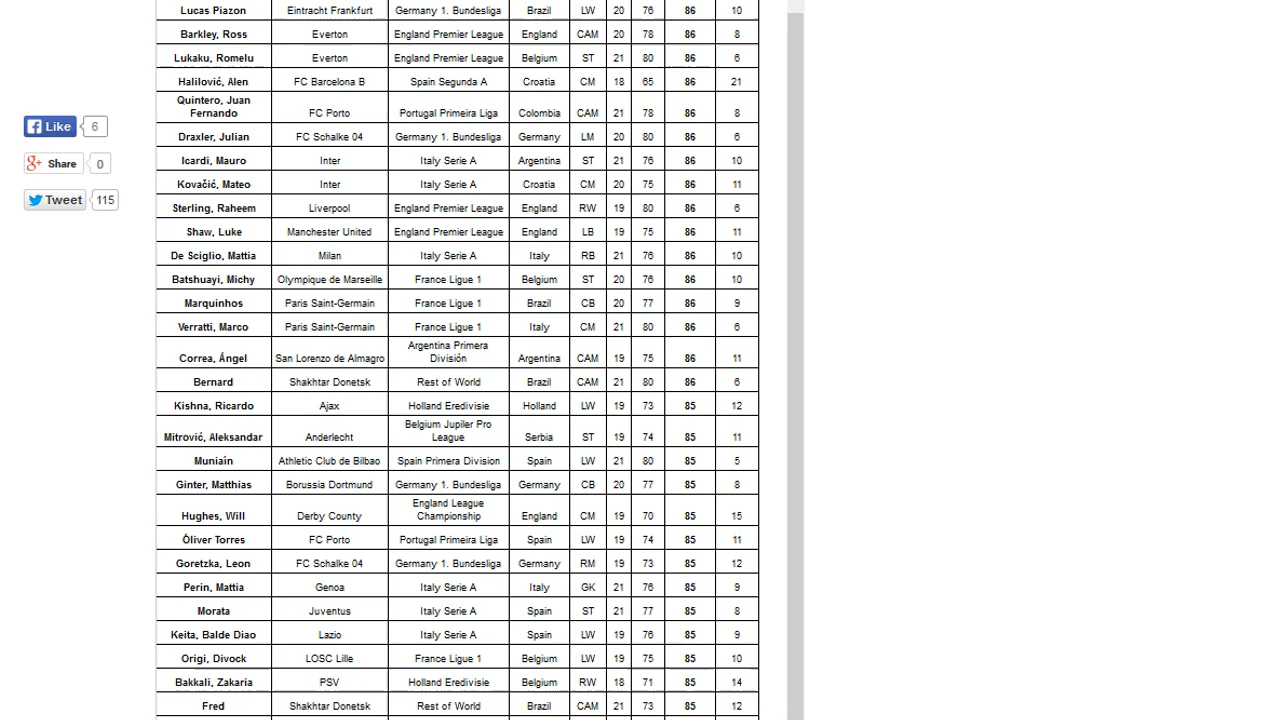 Lucas Piazon Eintracht Frankfurt Germany 1. Bundesliga Brazil LW 20 76 86 10
Barkley, Ross Everton England Premier League England CAM 20 78 86 8
Lukaku, Romelu Everton England Premier League Belgium ST 21 80 86 6
Halilović, Alen FC Barcelona B Spain Segunda A Croatia CM 18 65 86 21
Quintero, Juan
Fernando FC Porto Portugal Primeira Liga Colombia CAM 21 78 86 8
Draxler, Julian FC Schalke 04 Germany 1. Bundesliga Germany LM 20 80 86 6
Icardi, Mauro Inter Italy Serie A Argentina ST 21 76 86 10
Kovačić, Mateo Inter Italy Serie A Croatia CM 20 75 86 11
Sterling, Raheem Liverpool England Premier League England RW 19 80 86 6
Shaw, Luke Manchester United England Premier League England LB 19 75 86 11
De Sciglio, Mattia Milan Italy Serie A Italy RB 21 76 86 10
Batshuayi, Michy Olympique de Marseille France Ligue 1 Belgium ST 20 76 86 10
Marquinhos Paris Saint-Germain France Ligue 1 Brazil CB 20 77 86 9
Verratti, Marco Paris Saint-Germain France Ligue 1 Italy CM 21 80 86 6
Argentina Primera
Correa, Ángel San Lorenzo de Almagro División Argentina CAM 19 75 86 11
Bernard Shakhtar Donetsk Rest of World Brazil CAM 21 80 86 6
Kishna, Ricardo Ajax Holland Eredivisie Holland LW 19 73 85 12
Belgium Jupiler Pro
Mitrović, Aleksandar Anderlecht League Serbia ST 19 74 85 11
Muniaín Athletic Club de Bilbao Spain Primera Division Spain LW 21 80 85 5
Ginter, Matthias Borussia Dortmund Germany 1. Bundesliga Germany CB 20 77 85 8
England League
Hughes, Will Derby County Championship England CM 19 70 85 15
Óliver Torres FC Porto Portugal Primeira Liga Spain LW 19 74 85 11
Goretzka, Leon FC Schalke 04 Germany 1. Bundesliga Germany RM 19 73 85 12
Perin, Mattia Genoa Italy Serie A Italy GK 21 76 85 9
Morata Juventus Italy Serie A Spain ST 21 77 85 8
Keita, Balde Diao Lazio Italy Serie A Spain LW 19 76 85 9
Origi, Divock LOSC Lille France Ligue 1 Belgium LW 19 75 85 10
Bakkali, Zakaria PSV Holland Eredivisie Belgium RW 18 71 85 14
Fred Shakhtar Donetsk Rest of World Brazil CAM 21 73 85 12
Like 6
g+ Share 0
Tweet 115